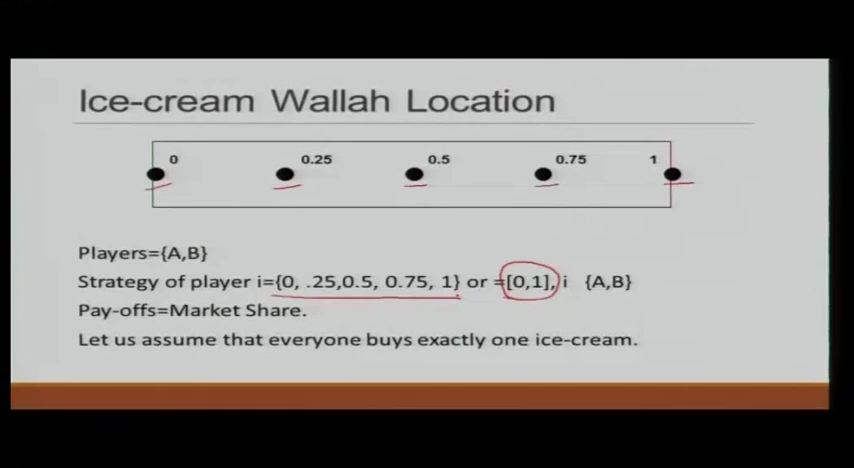 Ice-cream Wallah Location
0 0.25 0.5 0.75 1
Players={A,B}
Strategy of player i={0, .25,0.5, 0.75, 1} or =[0,1], i {A,B}
Pay-offs=Market Share.
Let us assume that everyone buys exactly one ice-cream.